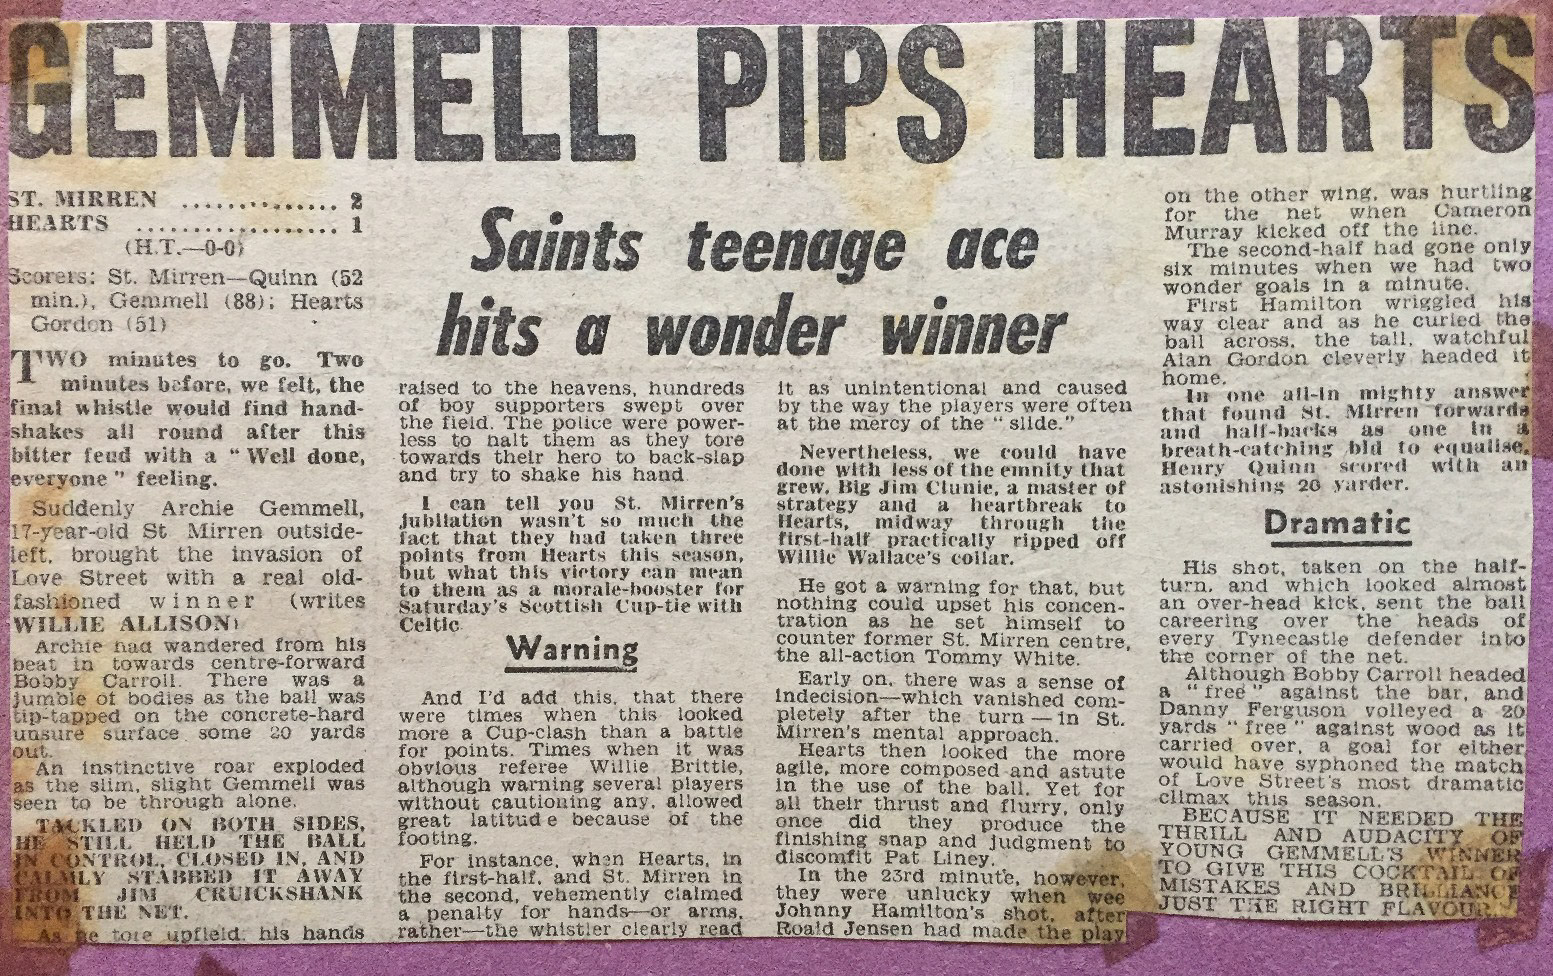 GEMMELL PIPS HEARTS
Saints teenage ace
hits a wonder winner
ST. MIRREN .............. 2
HEARTS .................. 1
(H.T.—0-0)
Scorers: St. Mirren—Quinn (52
min.), Gemmell (88); Hearts
Gordon (51)
TWO minutes to go. Two
minutes before, we felt, the
final whistle would find hand-
shakes all round after this
bitter feud with a "Well done,
everyone" feeling.
Suddenly Archie Gemmell,
17-year-old St Mirren outside-
left, brought the invasion of
Love Street with a real old-
fashioned winner (writes
WILLIE ALLISON)
Archie had wandered from his
beat in towards centre-forward
Bobby Carroll. There was a
jumble of bodies as the ball was
tip-tapped on the concrete-hard
unsure surface some 20 yards
out.
An instinctive roar exploded
as the slim, slight Gemmell was
seen to be through alone.
TACKLED ON BOTH SIDES,
HE STILL HELD THE BALL
IN CONTROL, CLOSED IN, AND
CALMLY STABBED IT AWAY
FROM JIM CRUICKSHANK
INTO THE NET.
As he tore upfield, his hands
raised to the heavens, hundreds
of boy supporters swept over
the field. The police were power-
less to halt them as they tore
towards their hero to back-slap
and try to shake his hand
I can tell you St. Mirren's
jubilation wasn't so much the
fact that they had taken three
points from Hearts this season,
but what this victory can mean
to them as a morale-booster for
Saturday's Scottish Cup-tie with
Celtic
Warning
And I'd add this, that there
were times when this looked
more a Cup-clash than a battle
for points. Times when it was
obvious referee Willie Brittle,
although warning several players
without cautioning any, allowed
great latitude because of the
footing.
For instance, when Hearts, in
the first-half, and St. Mirren in
the second, vehemently claimed
a penalty for hands—or arms,
rather—the whistler clearly read
it as unintentional and caused
by the way the players were often
at the mercy of the "slide."
Nevertheless, we could have
done with less of the emnity that
grew. Big Jim Clunie, a master of
strategy and a heartbreak to
Hearts, midway through the
first-half practically ripped off
Willie Wallace's collar.
He got a warning for that, but
nothing could upset his concen-
tration as he set himself to
counter former St. Mirren centre,
the all-action Tommy White.
Early on, there was a sense of
indecision—which vanished com-
pletely after the turn—in St.
Mirren's mental approach.
Hearts then looked the more
agile, more composed and astute
in the use of the ball. Yet for
all their thrust and flurry, only
once did they produce the
finishing snap and judgment to
discomfit Pat Liney.
In the 23rd minute, however,
they were unlucky when wee
Johnny Hamilton's shot, after
Roald Jensen had made the play
on the other wing, was hurtling
for the net when Cameron
Murray kicked off the line.
The second-half had gone only
six minutes when we had two
wonder goals in a minute.
First Hamilton wriggled his
way clear and as he curled the
ball across, the tall, watchful
Alan Gordon cleverly headed it
home.
In one all-in mighty answer
that found St. Mirren forwards
and half-backs as one in a
breath-catching bid to equalise,
Henry Quinn scored with an
astonishing 20 yarder.
Dramatic
His shot, taken on the half-
turn, and which looked almost
an over-head kick, sent the ball
careering over the heads of
every Tynecastle defender into
the corner of the net.
Although Bobby Carroll headed
a "free" against the bar, and
Danny Ferguson volleyed a 20
yards "free" against wood as it
carried over, a goal for either
would have syphoned the match
of Love Street's most dramatic
climax this season.
BECAUSE IT NEEDED THE
THRILL AND AUDACITY OF
YOUNG GEMMELL'S WINNER
TO GIVE THIS COCKTAIL OF
MISTAKES AND BRILLIANCE
JUST THE RIGHT FLAVOUR.